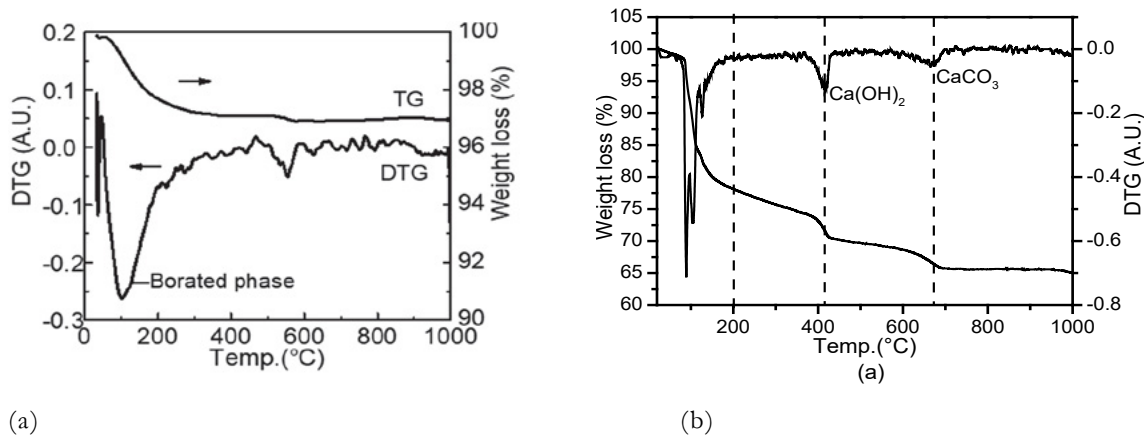 0.2
0.1
0.0
-0.1
-0.2
-0.3
DTG (A.U.)
100
98
96
94
92
90
Weight loss (%)
TG
DTG
Borated phase
0 200 400 600 800 1000
Temp.(°C)
(a)
105
100
95
90
85
80
75
70
65
60
Weight loss (%)
0.0
-0.2
-0.4
-0.6
-0.8
DTG (A.U.)
Ca(OH)2
CaCO3
200 400 600 800 1000
Temp.(°C)
(a)
(b)